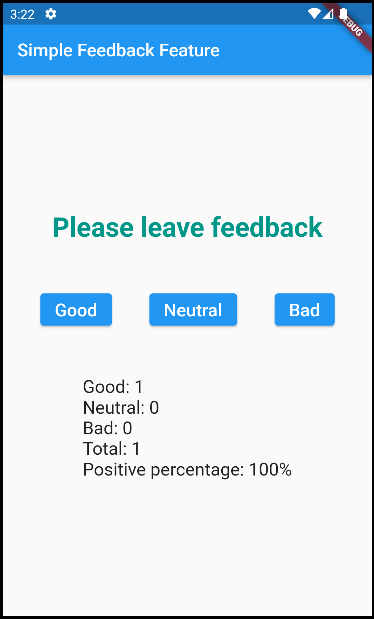 3:22
DEBUG
Simple Feedback Feature
Please leave feedback
Good Neutral Bad
Good: 1
Neutral: 0
Bad: 0
Total: 1
Positive percentage: 100%